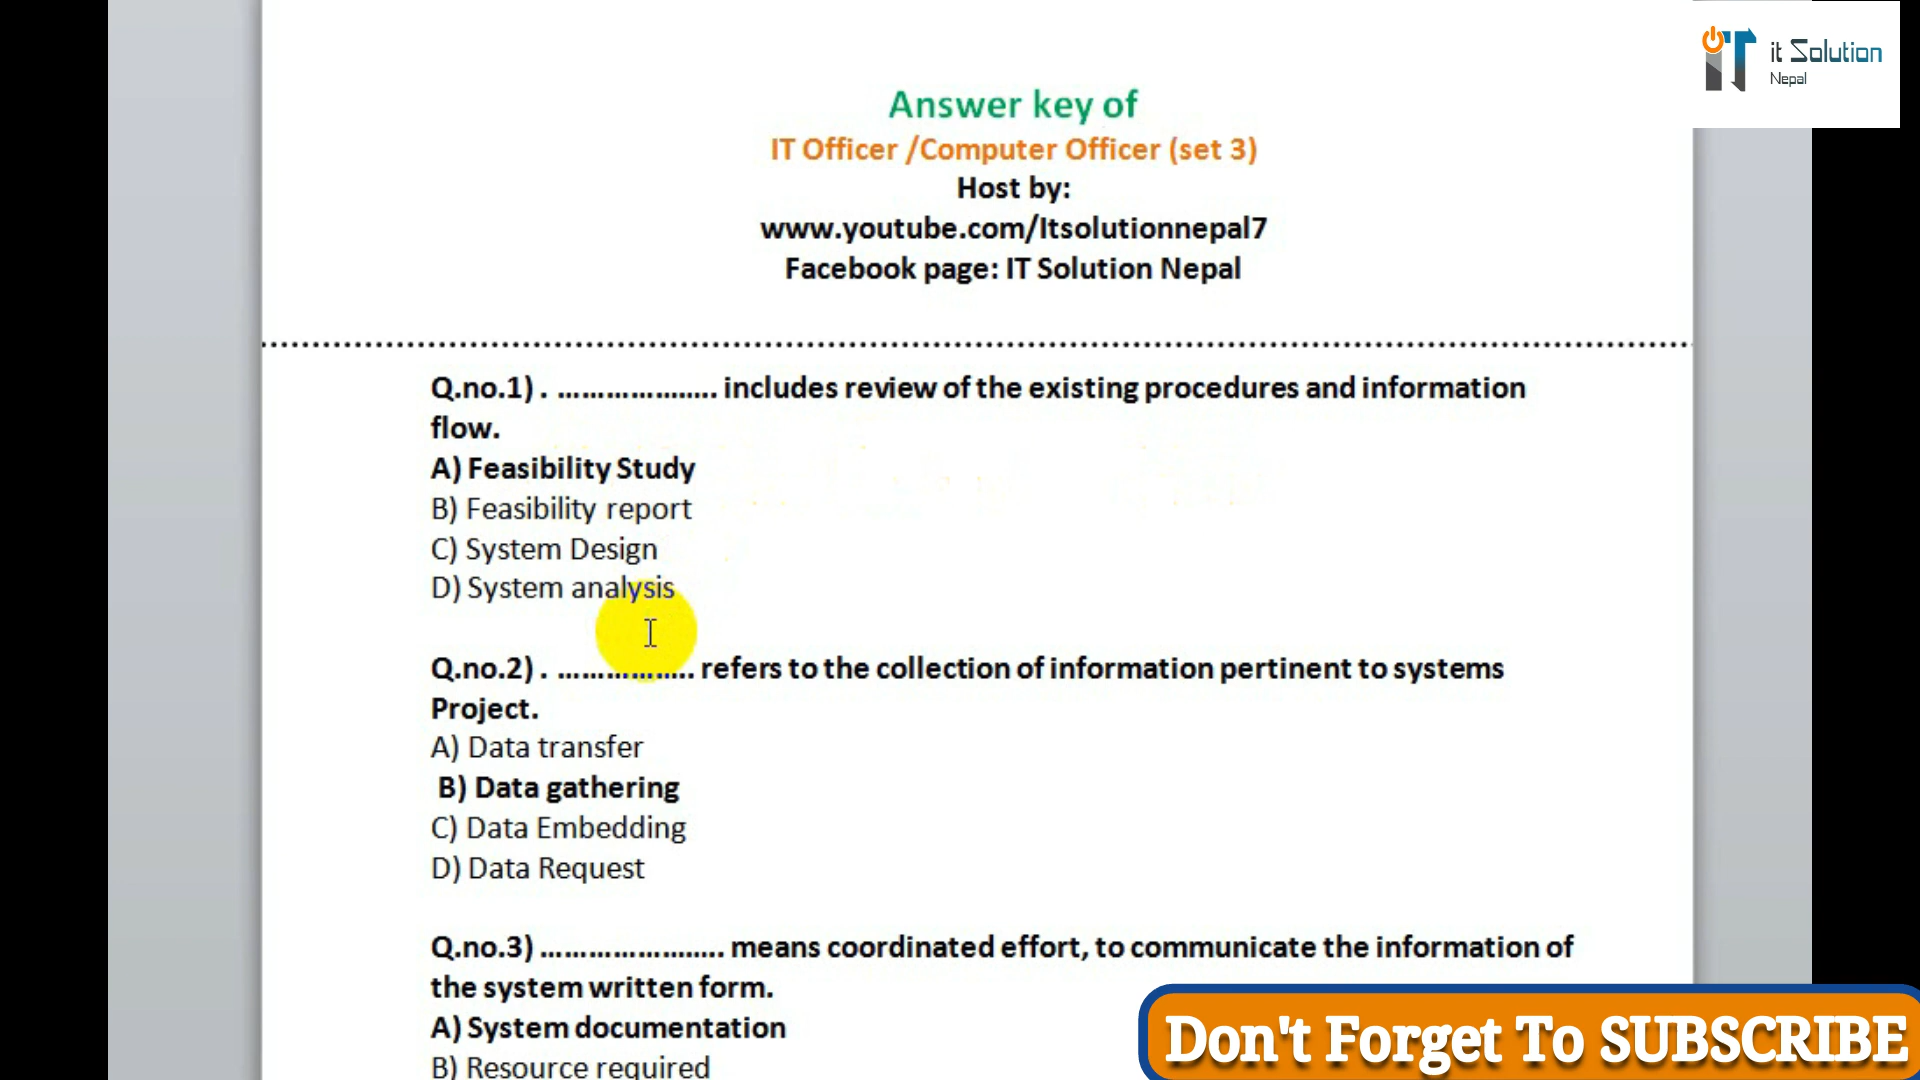 it Solution
Nepal
Answer key of
IT Officer /Computer Officer (set 3)
Host by:
www.youtube.com/Itsolutionnepal7
Facebook page: IT Solution Nepal
Q.no.1) . .................... includes review of the existing procedures and information
flow.
A) Feasibility Study
B) Feasibility report
C) System Design
D) System analysis
Q.no.2) . ................. refers to the collection of information pertinent to systems
Project.
A) Data transfer
B) Data gathering
C) Data Embedding
D) Data Request
Q.no.3) ....................... means coordinated effort, to communicate the information of
the system written form.
A) System documentation
B) Resource required
Don't Forget To SUBSCRIBE